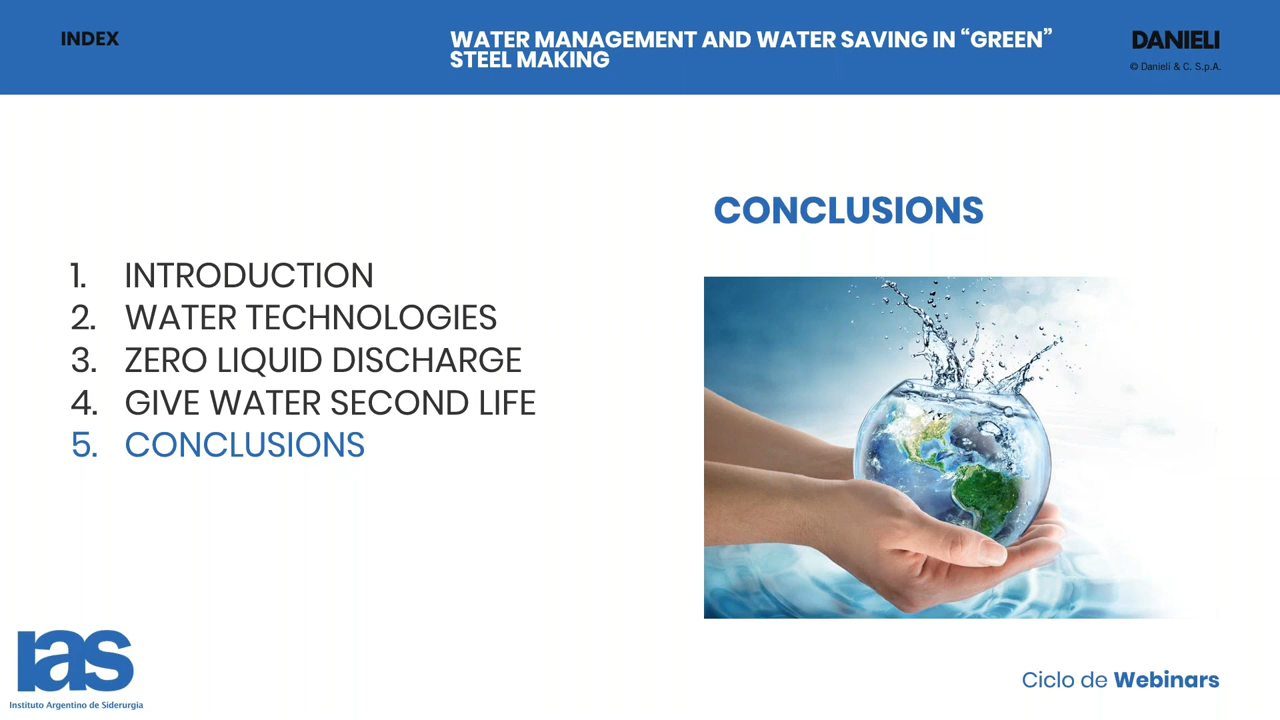 INDEX
WATER MANAGEMENT AND WATER SAVING IN “GREEN”
STEEL MAKING
DANIELI
© Danieli & C. S.p.A.
CONCLUSIONS
1. INTRODUCTION
2. WATER TECHNOLOGIES
3. ZERO LIQUID DISCHARGE
4. GIVE WATER SECOND LIFE
5. CONCLUSIONS
ias
Instituto Argentino de Siderurgia
Ciclo de Webinars